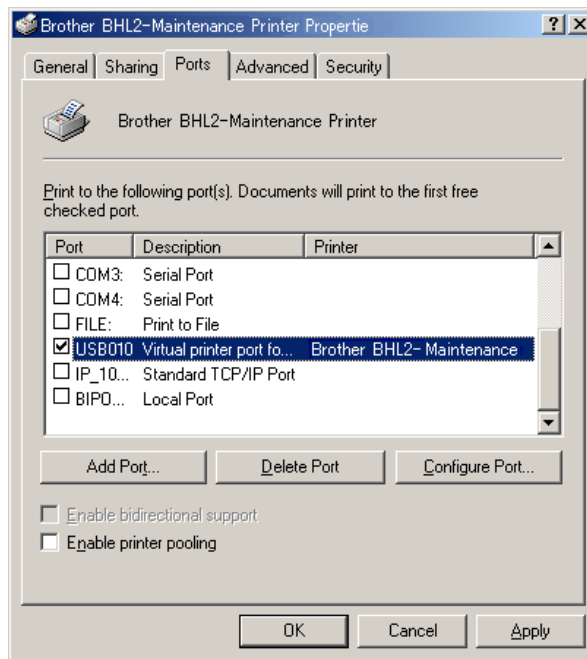 Brother BHL2-Maintenance Printer Propertie
General Sharing Ports Advanced Security
Brother BHL2-Maintenance Printer
Print to the following port(s). Documents will print to the first free
checked port.
Port Description Printer
COM3: Serial Port
COM4: Serial Port
FILE: Print to File
USB010 Virtual printer port fo... Brother BHL2- Maintenance
IP_10... Standard TCP/IP Port
BIPO... Local Port
Add Port... Delete Port Configure Port...
Enable bidirectional support
Enable printer pooling
OK Cancel Apply